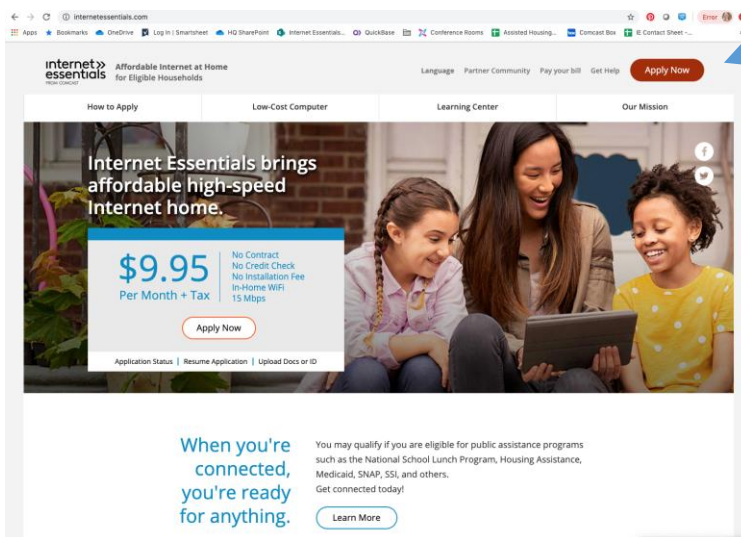 internetessentials.com
Error
Apps
Bookmarks
OneDrive
Log In | Smartsheet
HQ SharePoint
Internet Essentials...
QuickBase
Conference Rooms
Assisted Housing...
Comcast Box
IE Contact Sheet -...
internet
essentials
FROM COMCAST
Affordable Internet at Home
for Eligible Households
Language Partner Community Pay your bill Get Help Apply Now
How to Apply Low-Cost Computer Learning Center Our Mission
Internet Essentials brings
affordable high-speed
Internet home.
$9.95
Per Month + Tax
No Contract
No Credit Check
No Installation Fee
In-Home WiFi
15 Mbps
Apply Now
Application Status | Resume Application | Upload Docs or ID
When you're
connected,
you're ready
for anything.
You may qualify if you are eligible for public assistance programs
such as the National School Lunch Program, Housing Assistance,
Medicaid, SNAP, SSI, and others.
Get connected today!
Learn More